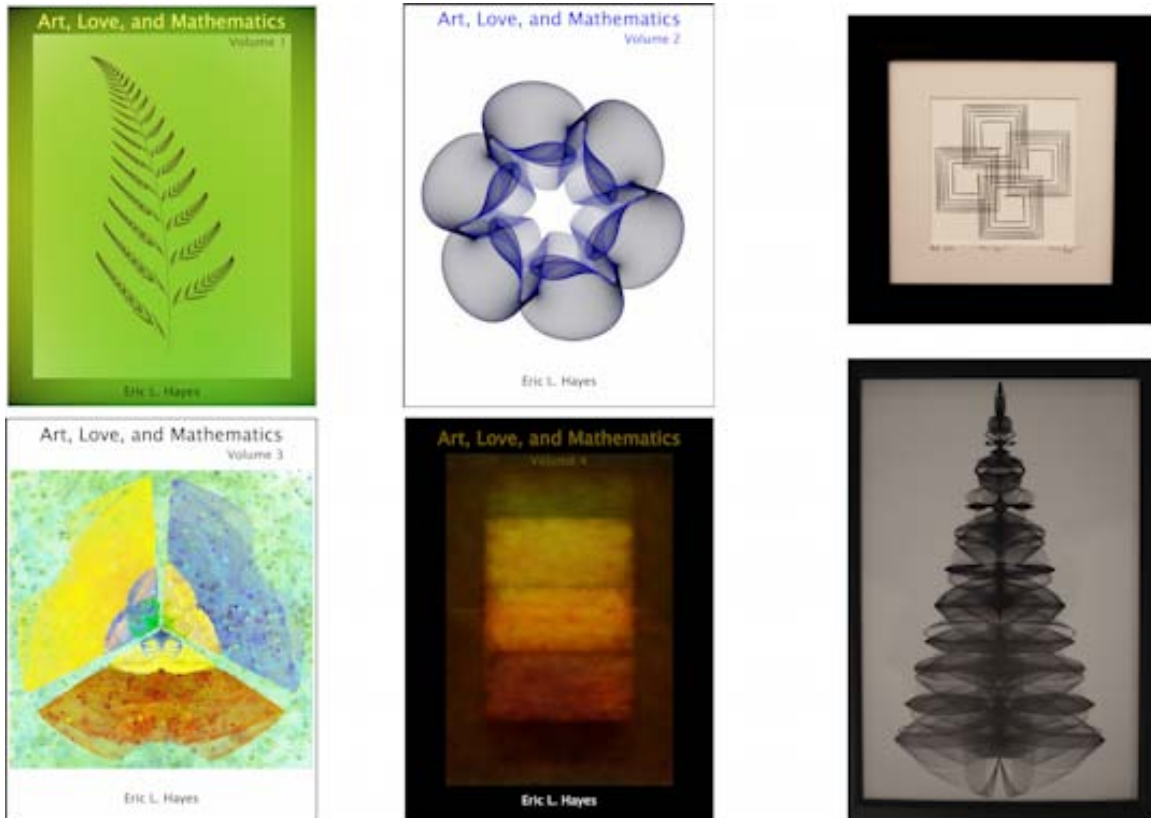 Art, Love, and Mathematics
Volume 1
Eric L. Hayes
Art, Love, and Mathematics
Volume 2
Eric L. Hayes
Art, Love, and Mathematics
Volume 3
Eric L. Hayes
Art, Love, and Mathematics
Volume 4
Eric L. Hayes